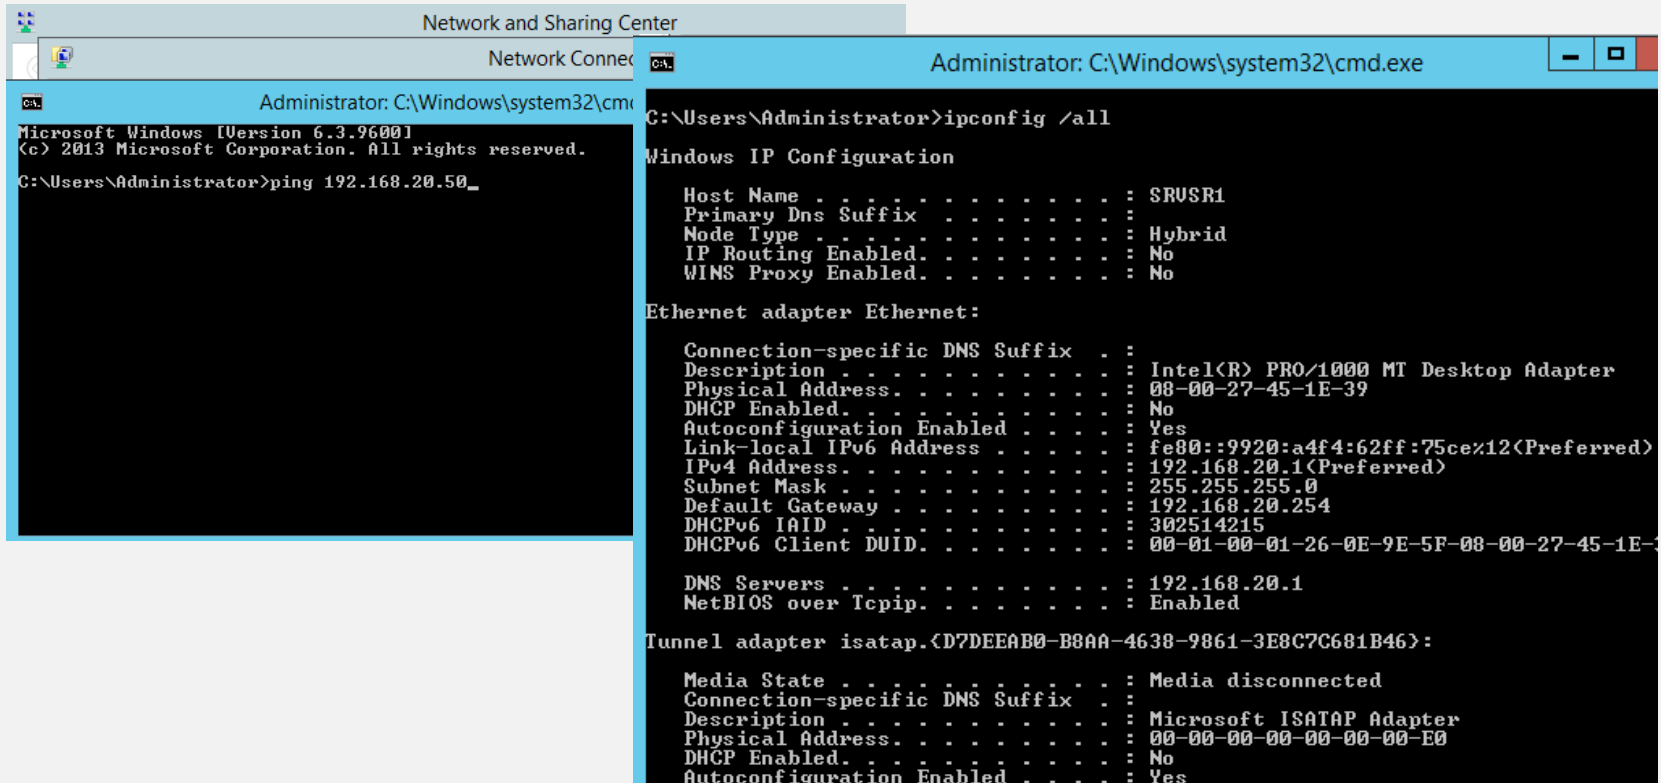 Network and Sharing Center
Network Connec
Administrator: C:\Windows\system32\cmd
Microsoft Windows [Version 6.3.9600]
(c) 2013 Microsoft Corporation. All rights reserved.
C:\Users\Administrator>ping 192.168.20.50_
Administrator: C:\Windows\system32\cmd.exe
C:\Users\Administrator>ipconfig /all
Windows IP Configuration
Host Name . . . . . . . . . . . . : SRVSR1
Primary Dns Suffix . . . . . . . :
Node Type . . . . . . . . . . . . : Hybrid
IP Routing Enabled. . . . . . . . : No
WINS Proxy Enabled. . . . . . . . : No
Ethernet adapter Ethernet:
Connection-specific DNS Suffix . :
Description . . . . . . . . . . . : Intel(R) PRO/1000 MT Desktop Adapter
Physical Address. . . . . . . . . : 08-00-27-45-1E-39
DHCP Enabled. . . . . . . . . . . : No
Autoconfiguration Enabled . . . . : Yes
Link-local IPv6 Address . . . . . : fe80::9920:a4f4:62ff:75ce%12(Preferred)
IPv4 Address. . . . . . . . . . . : 192.168.20.1(Preferred)
Subnet Mask . . . . . . . . . . . : 255.255.255.0
Default Gateway . . . . . . . . . : 192.168.20.254
DHCPv6 IAID . . . . . . . . . . . : 302514215
DHCPv6 Client DUID. . . . . . . . : 00-01-00-01-26-0E-9E-5F-08-00-27-45-1E-
DNS Servers . . . . . . . . . . . : 192.168.20.1
NetBIOS over Tcpip. . . . . . . . : Enabled
Tunnel adapter isatap.{D7DEEAB0-B8AA-4638-9861-3E8C7C681B46}:
Media State . . . . . . . . . . . : Media disconnected
Connection-specific DNS Suffix . :
Description . . . . . . . . . . . : Microsoft ISATAP Adapter
Physical Address. . . . . . . . . : 00-00-00-00-00-00-00-E0
DHCP Enabled. . . . . . . . . . . : No
Autoconfiguration Enabled . . . . : Yes